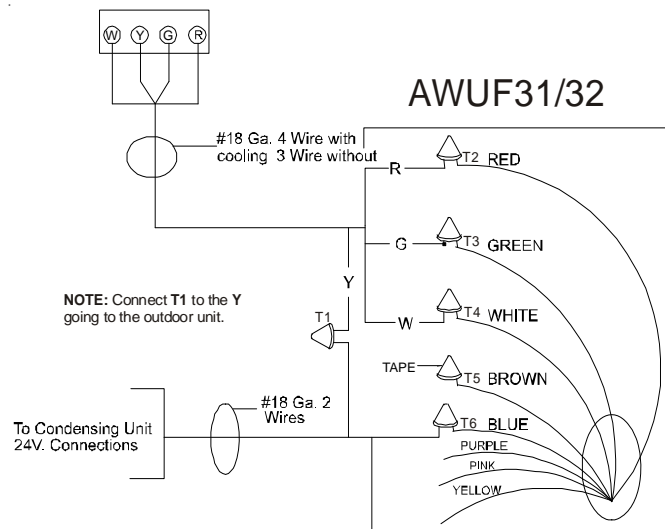 W Y G R
AWUF31/32
#18 Ga. 4 Wire with
cooling 3 Wire without
R
T2 RED
G
T3 GREEN
Y
NOTE: Connect T1 to the Y
going to the outdoor unit.
T1
W
T4 WHITE
TAPE
T5 BROWN
#18 Ga. 2
Wires
To Condensing Unit
24V. Connections
T6 BLUE
PURPLE
PINK
YELLOW